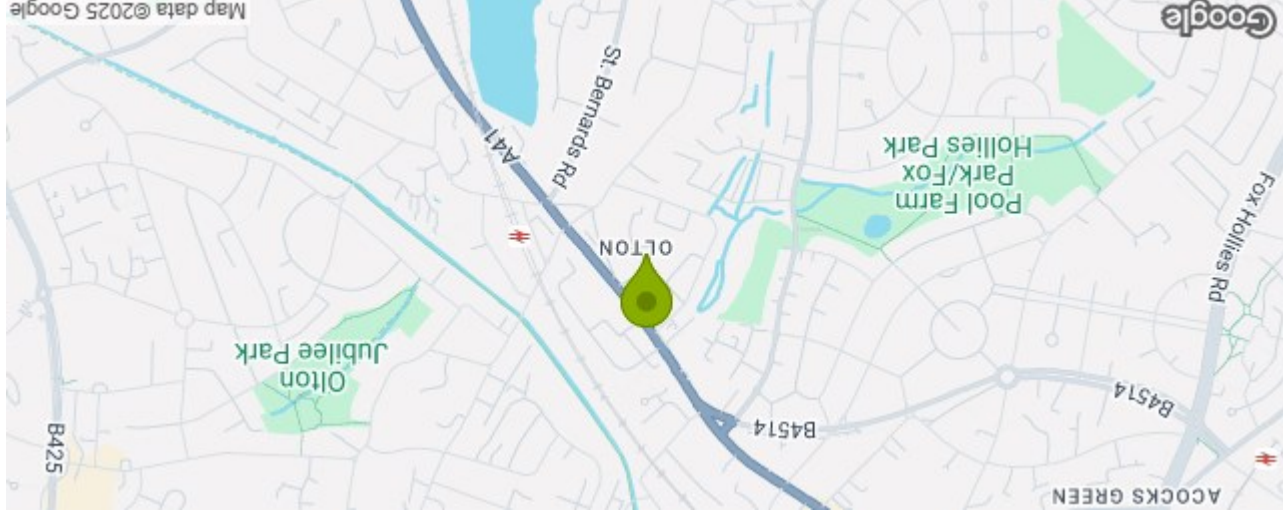 ACOCKS GREEN
B4514
B4514
Fox Hollies Rd
B425
Olton
Jubilee Park
OLTON
Pool Farm
Park/Fox
Hollies Park
A41
St. Bernards Rd
Google
Map data ©2025 Google